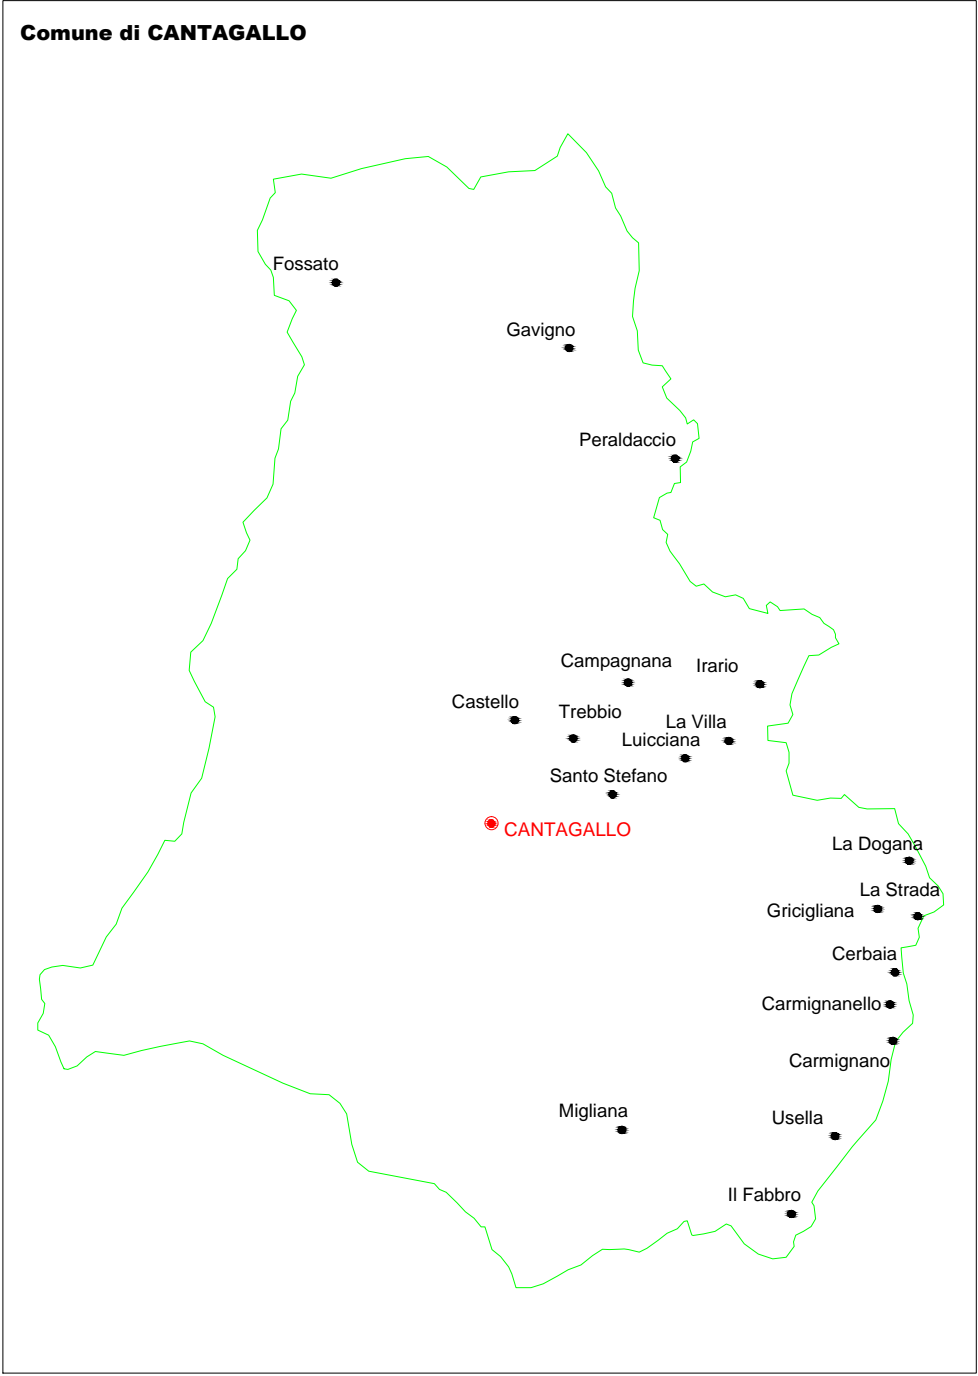 Comune di CANTAGALLO
Fossato
Gavigno
Peraldaccio
Campagnana
Irario
Castello
Trebbio
La Villa
Luicciana
Santo Stefano
CANTAGALLO
La Dogana
La Strada
Gricigliana
Cerbaia
Carmignanello
Carmignano
Migliana
Usella
Il Fabbro